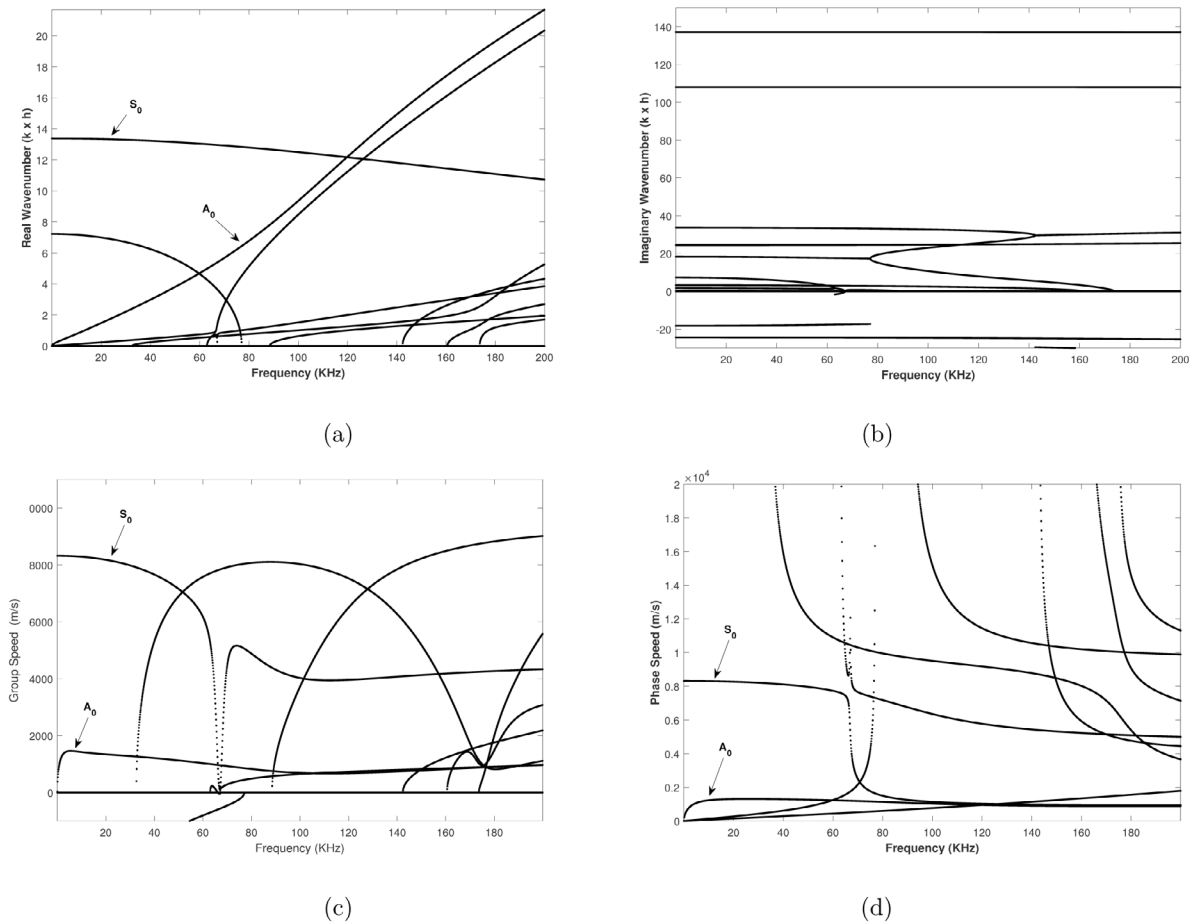 20
18
16
14
12
10
8
6
4
2
0
Real Wavenumber (k x h)
S0
A0
20 40 60 80 100 120 140 160 180 200
Frequency (KHz)
(a)
140
120
100
80
60
40
20
0
-20
Imaginary Wavenumber (k x h)
20 40 60 80 100 120 140 160 180 200
Frequency (KHz)
(b)
0000
8000
6000
4000
2000
0
Group Speed (m/s)
S0
A0
20 40 60 80 100 120 140 160 180
Frequency (KHz)
(c)
×10^4
2
1.8
1.6
1.4
1.2
1
0.8
0.6
0.4
0.2
0
Phase Speed (m/s)
S0
A0
20 40 60 80 100 120 140 160 180
Frequency (KHz)
(d)